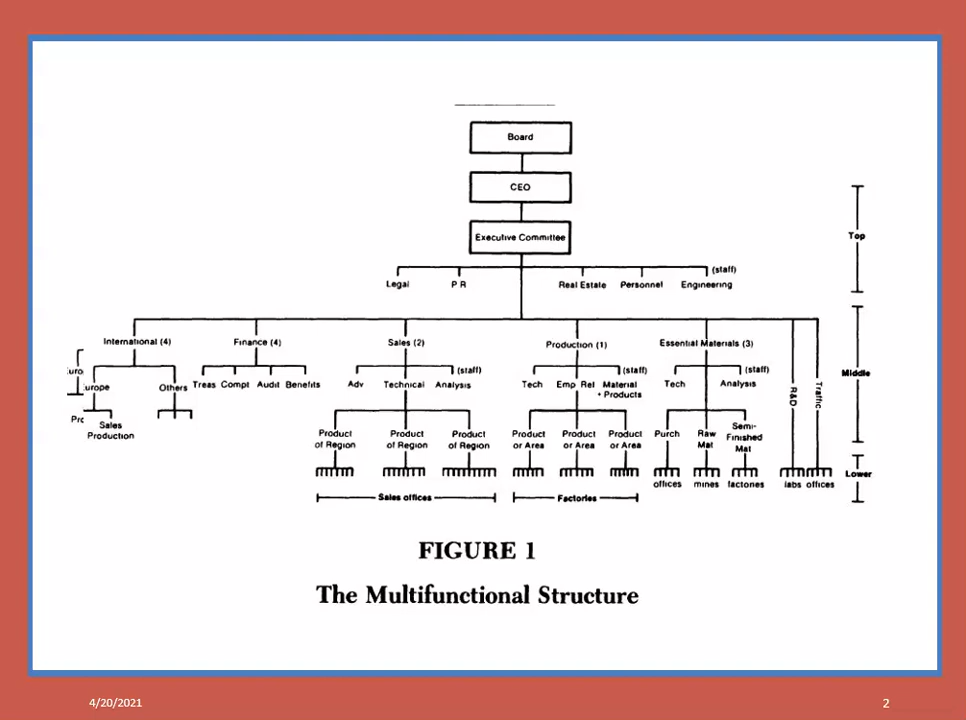 Board
CEO
Executive Committee
Top
(staff)
Legal P R Real Estate Personnel Engineering
International (4) Finance (4) Sales (2) Production (1) Essential Materials (3)
Middle
(staff) (staff) (staff)
uro
urope Others Treas Compt Audit Benefits Adv Technical Analysis Tech Emp Rel Material Tech Analysis
+ Products
R&D Traffic
Prc Sales
Production
Product Product Product Product Product Product Purch Raw Semi-
of Region of Region of Region or Area or Area or Area Mat Finished
Mat
Lower
offices mines factories labs offices
Sales offices Factories
FIGURE 1
The Multifunctional Structure
4/20/2021 2